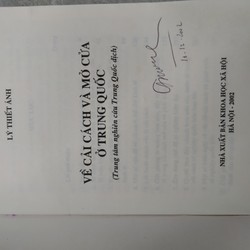 LÝ THIẾT ÁNH
VỀ CẢI CÁCH VÀ MỞ CỬA
Ở TRUNG QUỐC
(Trung tâm nghiên cứu Trung Quốc dịch)
NHÀ XUẤT BẢN KHOA HỌC XÃ HỘI
HÀ NỘI - 2002